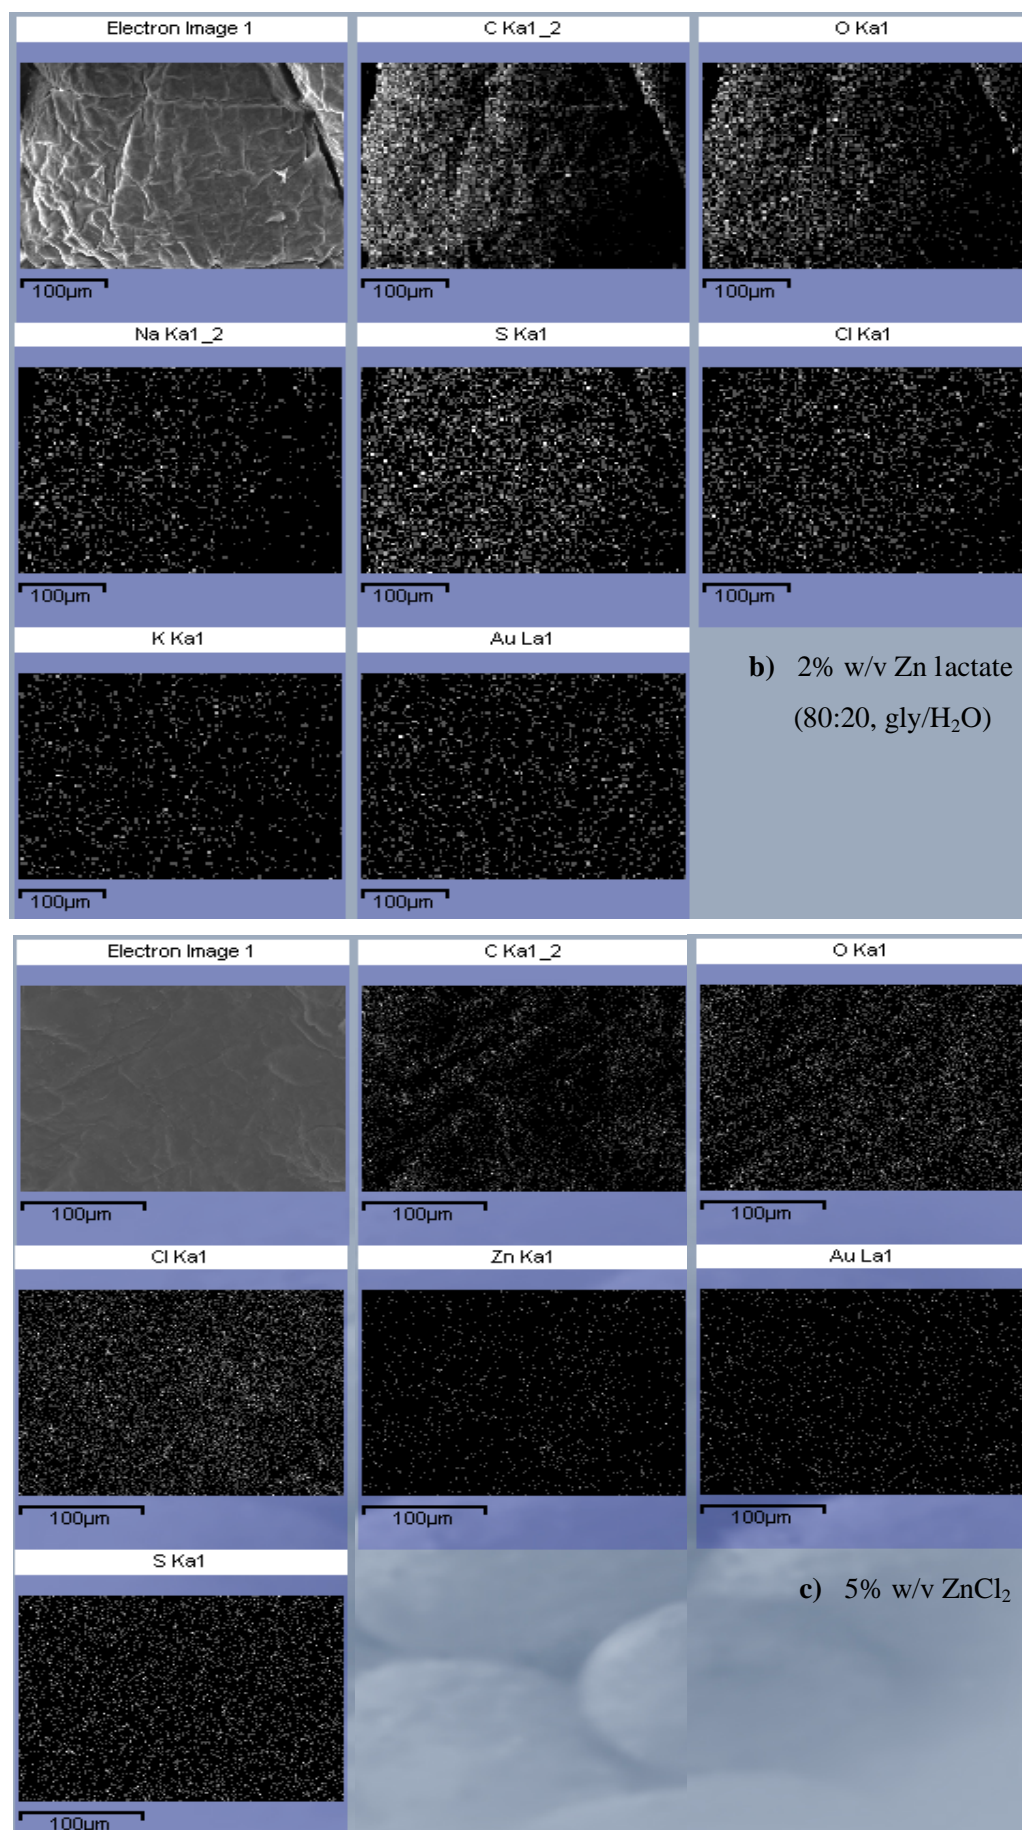 Electron Image 1
C Ka1_2
O Ka1
100µm
100µm
100µm
Na Ka1_2
S Ka1
Cl Ka1
100µm
100µm
100µm
K Ka1
Au La1
b) 2% w/v Zn lactate
(80:20, gly/H₂O)
100µm
100µm
Electron Image 1
C Ka1_2
O Ka1
100µm
100µm
100µm
Cl Ka1
Zn Ka1
Au La1
100µm
100µm
100µm
S Ka1
c) 5% w/v ZnCl₂
100µm